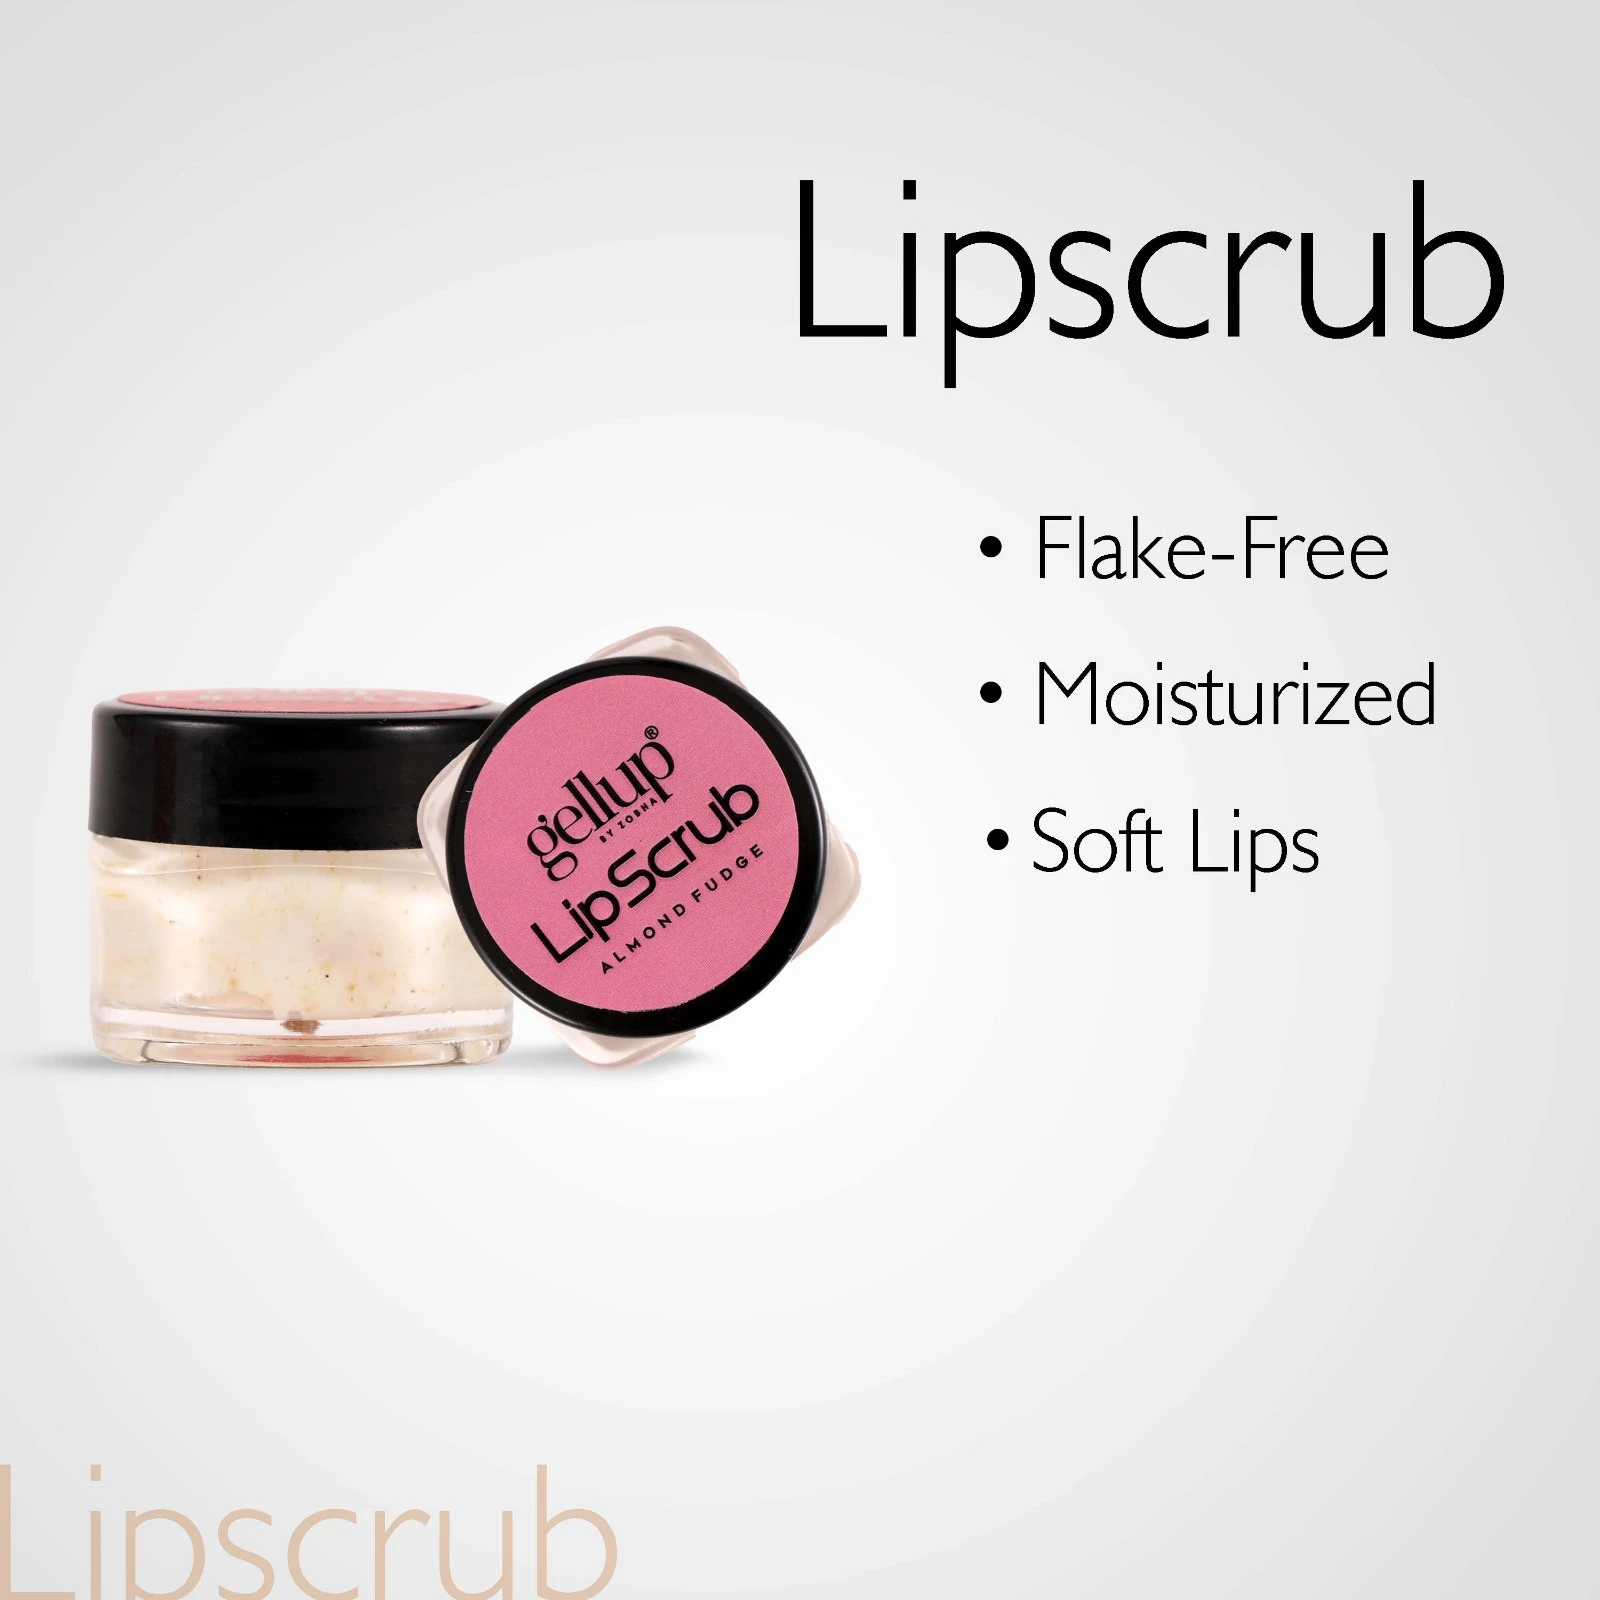 Lipscrub
• Flake-Free
• Moisturized
• Soft Lips
gellup®
BY ZOBHA
LipScrub
ALMOND FUDGE
Lipscrub